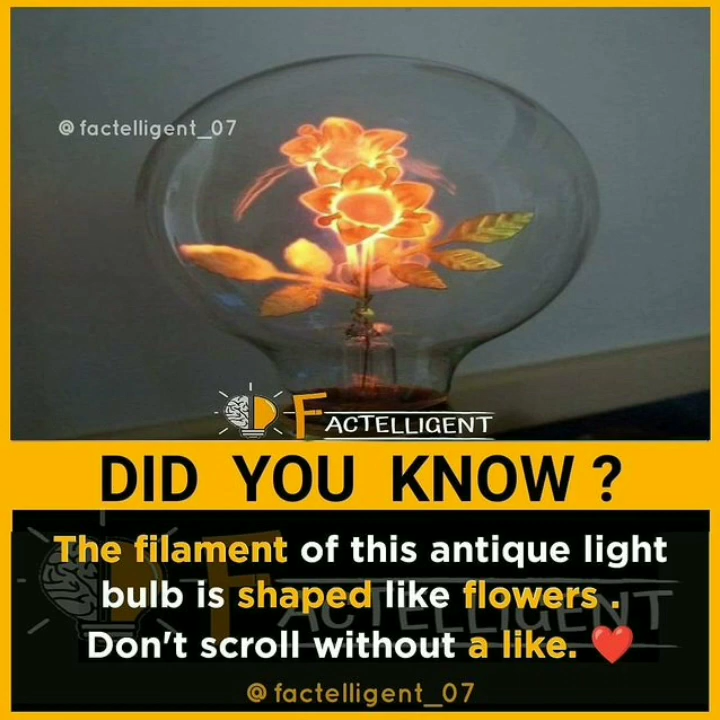 @factelligent_07
FACTELLIGENT
DID YOU KNOW?
The filament of this antique light
bulb is shaped like flowers.
Don't scroll without a like. ❤️
@factelligent_07